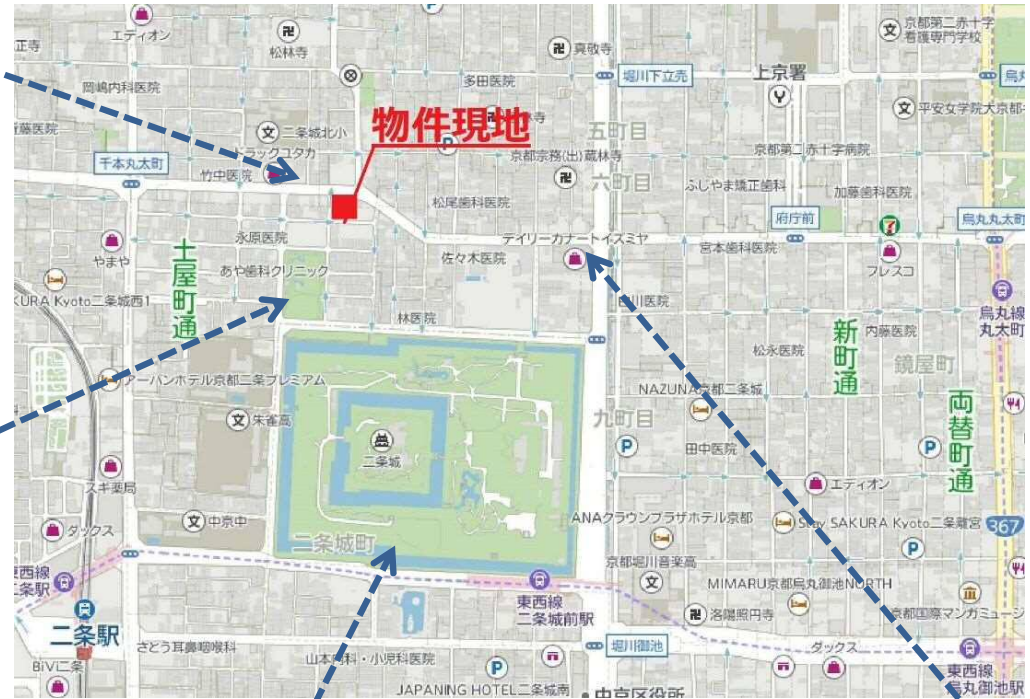 エディオン
松林寺
正寺
真敬寺
京都第二赤十字
看護専門学校
堀川下立売
上京署
岡嶋内科医院
多田医院
平安女学院大京都
物件現地
五町目
二条城北小
トラックコタカ
京都宗務(出)蔵林寺
京都第二赤十字病院
千本丸太町
竹中医院
六町目
ふじやま矯正歯科
加藤歯科医院
松尾歯科医院
府庁前
烏丸丸太町
永原医院
デイリーカナートイズミヤ
宮本歯科医院
やまや
佐々木医院
フレスコ
土屋町通
あや歯科クリニック
KURA Kyoto二条城西1
林医院
烏丸線
丸太町
新町通
内藤医院
松永医院
鏡屋町
アーバンホテル京都二条プレミアム
NAZUNA京都二条城
両替町通
朱雀高
九町目
二条城
田中医院
スギ薬局
エディオン
ダックス
中京中
ANAクラウンプラザホテル京都
Stay SAKURA Kyoto二条離宮
367
二条城町
京都堀川音楽高
東西線
二条駅
MIMARU京都烏丸御池NORTH
東西線
二条城前駅
洛陽照円寺
京都国際マンガミュージ
二条駅
さとう耳鼻咽喉科
堀川御池
ダックス
山本内科・小児科医院
BiVi二条
東西線
烏丸御池駅
JAPANING HOTEL二条城南
中京区役所